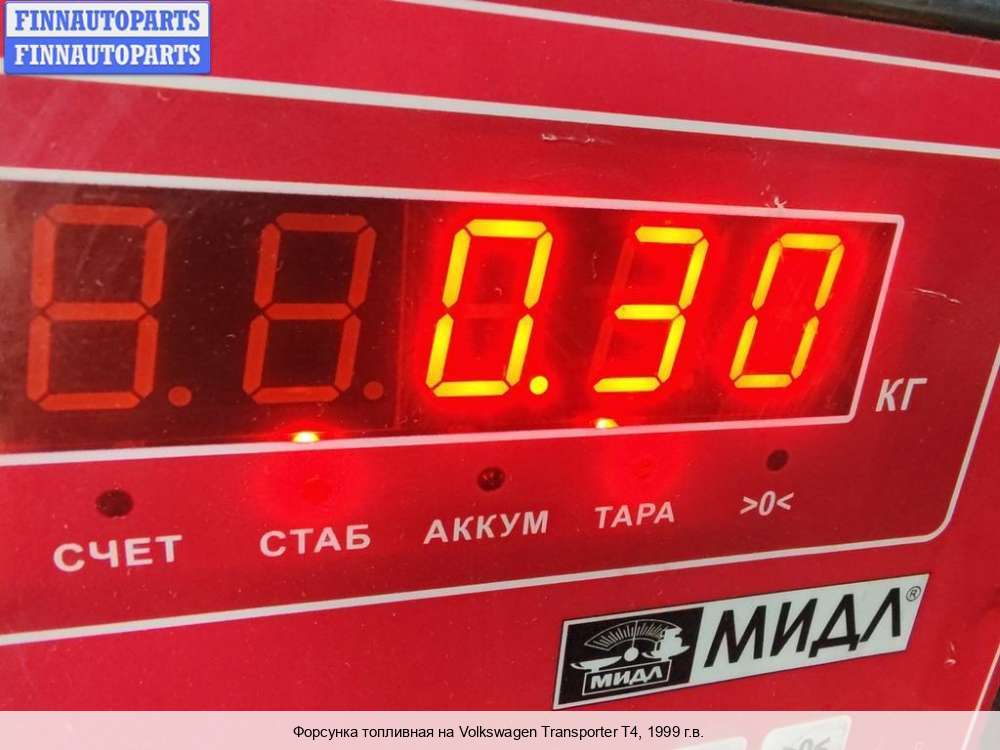 FINNAUTOPARTS
FINNAUTOPARTS
0.30
КГ
СЧЕТ СТАБ АККУМ ТАРА >0<
МИДЛ®
МИДЛ
>0<
Форсунка топливная на Volkswagen Transporter T4, 1999 г.в.